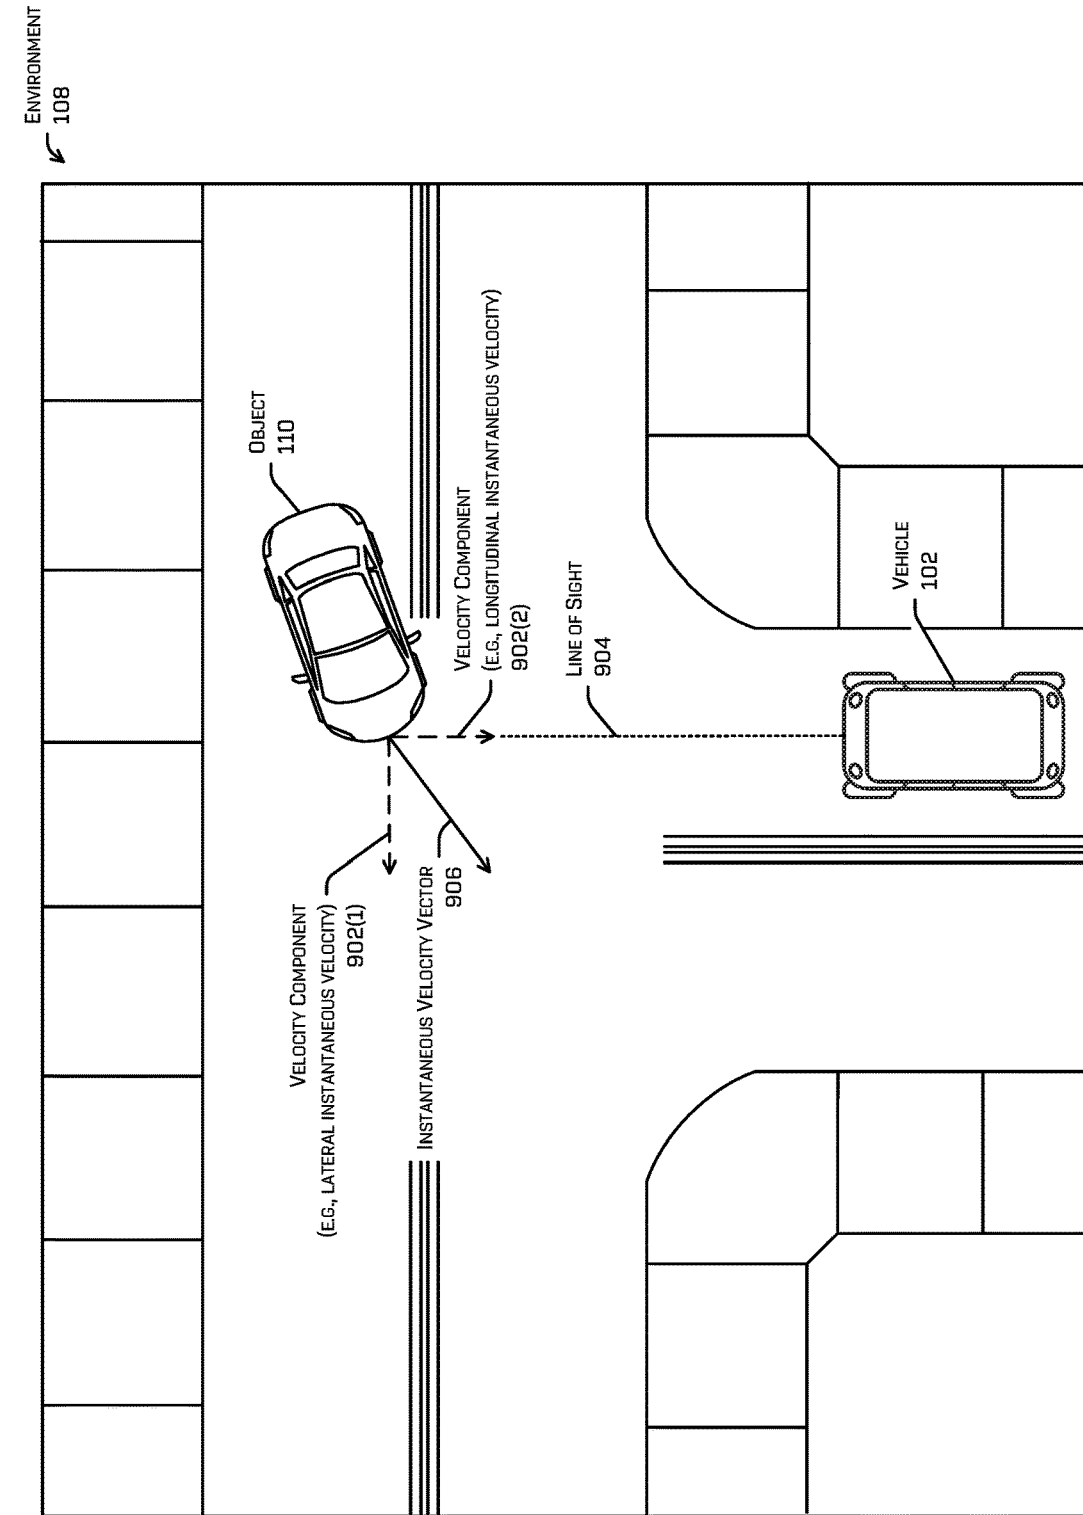 ENVIRONMENT
108
OBJECT
110
VELOCITY COMPONENT
(E.G., LONGITUDINAL INSTANTANEOUS VELOCITY)
902(2)
LINE OF SIGHT
904
VEHICLE
102
VELOCITY COMPONENT
(E.G., LATERAL INSTANTANEOUS VELOCITY)
902(1)
INSTANTANEOUS VELOCITY VECTOR
906